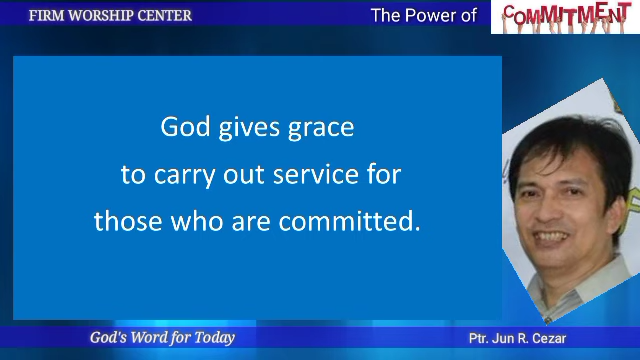 FIRM WORSHIP CENTER
The Power of
COMMITMENT
God gives grace
to carry out service for
those who are committed.
God's Word for Today
Ptr. Jun R. Cezar